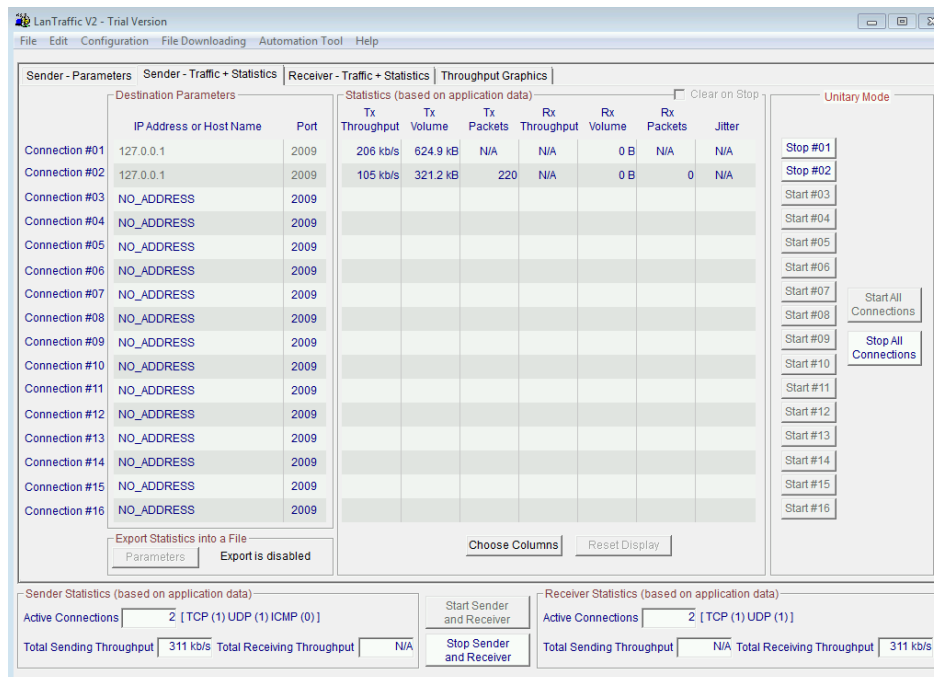 LanTraffic V2 - Trial Version
File Edit Configuration File Downloading Automation Tool Help
Sender - Parameters Sender - Traffic + Statistics Receiver - Traffic + Statistics Throughput Graphics
Destination Parameters Statistics (based on application data) Clear on Stop Unitary Mode
Tx Tx Tx Rx Rx Rx
IP Address or Host Name Port Throughput Volume Packets Throughput Volume Packets Jitter
Connection #01 127.0.0.1 2009 206 kb/s 624.9 kB N/A N/A 0 B N/A N/A Stop #01
Connection #02 127.0.0.1 2009 105 kb/s 321.2 kB 220 N/A 0 B 0 N/A Stop #02
Connection #03 NO_ADDRESS 2009 Start #03
Connection #04 NO_ADDRESS 2009 Start #04
Connection #05 NO_ADDRESS 2009 Start #05
Connection #06 NO_ADDRESS 2009 Start #06
Connection #07 NO_ADDRESS 2009 Start #07 Start All
Connection #08 NO_ADDRESS 2009 Start #08 Connections
Connection #09 NO_ADDRESS 2009 Start #09 Stop All
Connection #10 NO_ADDRESS 2009 Start #10 Connections
Connection #11 NO_ADDRESS 2009 Start #11
Connection #12 NO_ADDRESS 2009 Start #12
Connection #13 NO_ADDRESS 2009 Start #13
Connection #14 NO_ADDRESS 2009 Start #14
Connection #15 NO_ADDRESS 2009 Start #15
Connection #16 NO_ADDRESS 2009 Start #16
Export Statistics into a File
Parameters Export is disabled Choose Columns Reset Display
Sender Statistics (based on application data) Receiver Statistics (based on application data)
Active Connections 2 [ TCP (1) UDP (1) ICMP (0) ] Start Sender and Receiver Active Connections 2 [ TCP (1) UDP (1) ]
Total Sending Throughput 311 kb/s Total Receiving Throughput N/A Stop Sender and Receiver Total Sending Throughput N/A Total Receiving Throughput 311 kb/s